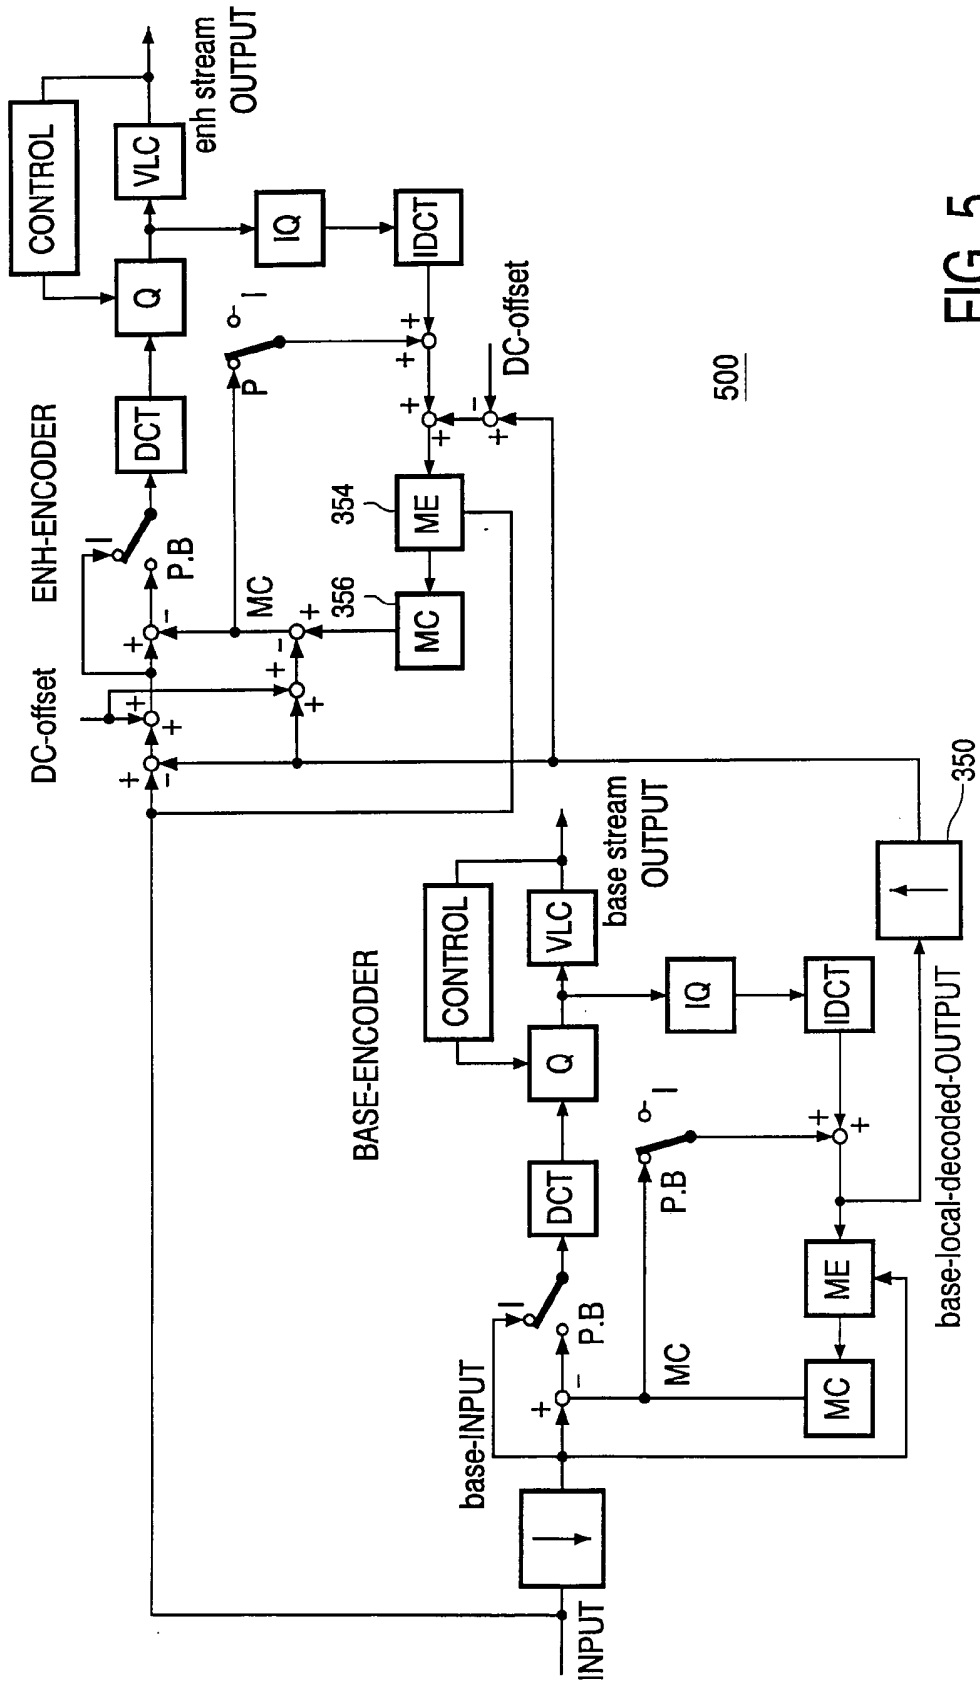 INPUT
base-INPUT
MC
P.B
I
DCT
Q
CONTROL
VLC
base stream
OUTPUT
BASE-ENCODER
+
-
P.B
I
IQ
IDCT
+
+
ME
MC
base-local-decoded-OUTPUT
350
DC-offset
ENH-ENCODER
+
-
+
+
+
-
P.B
I
DCT
Q
CONTROL
VLC
enh stream
OUTPUT
MC
+
+
-
+
P
I
IQ
IDCT
+
+
+
+
-
+
DC-offset
354
ME
356
MC
500
FIG. 5